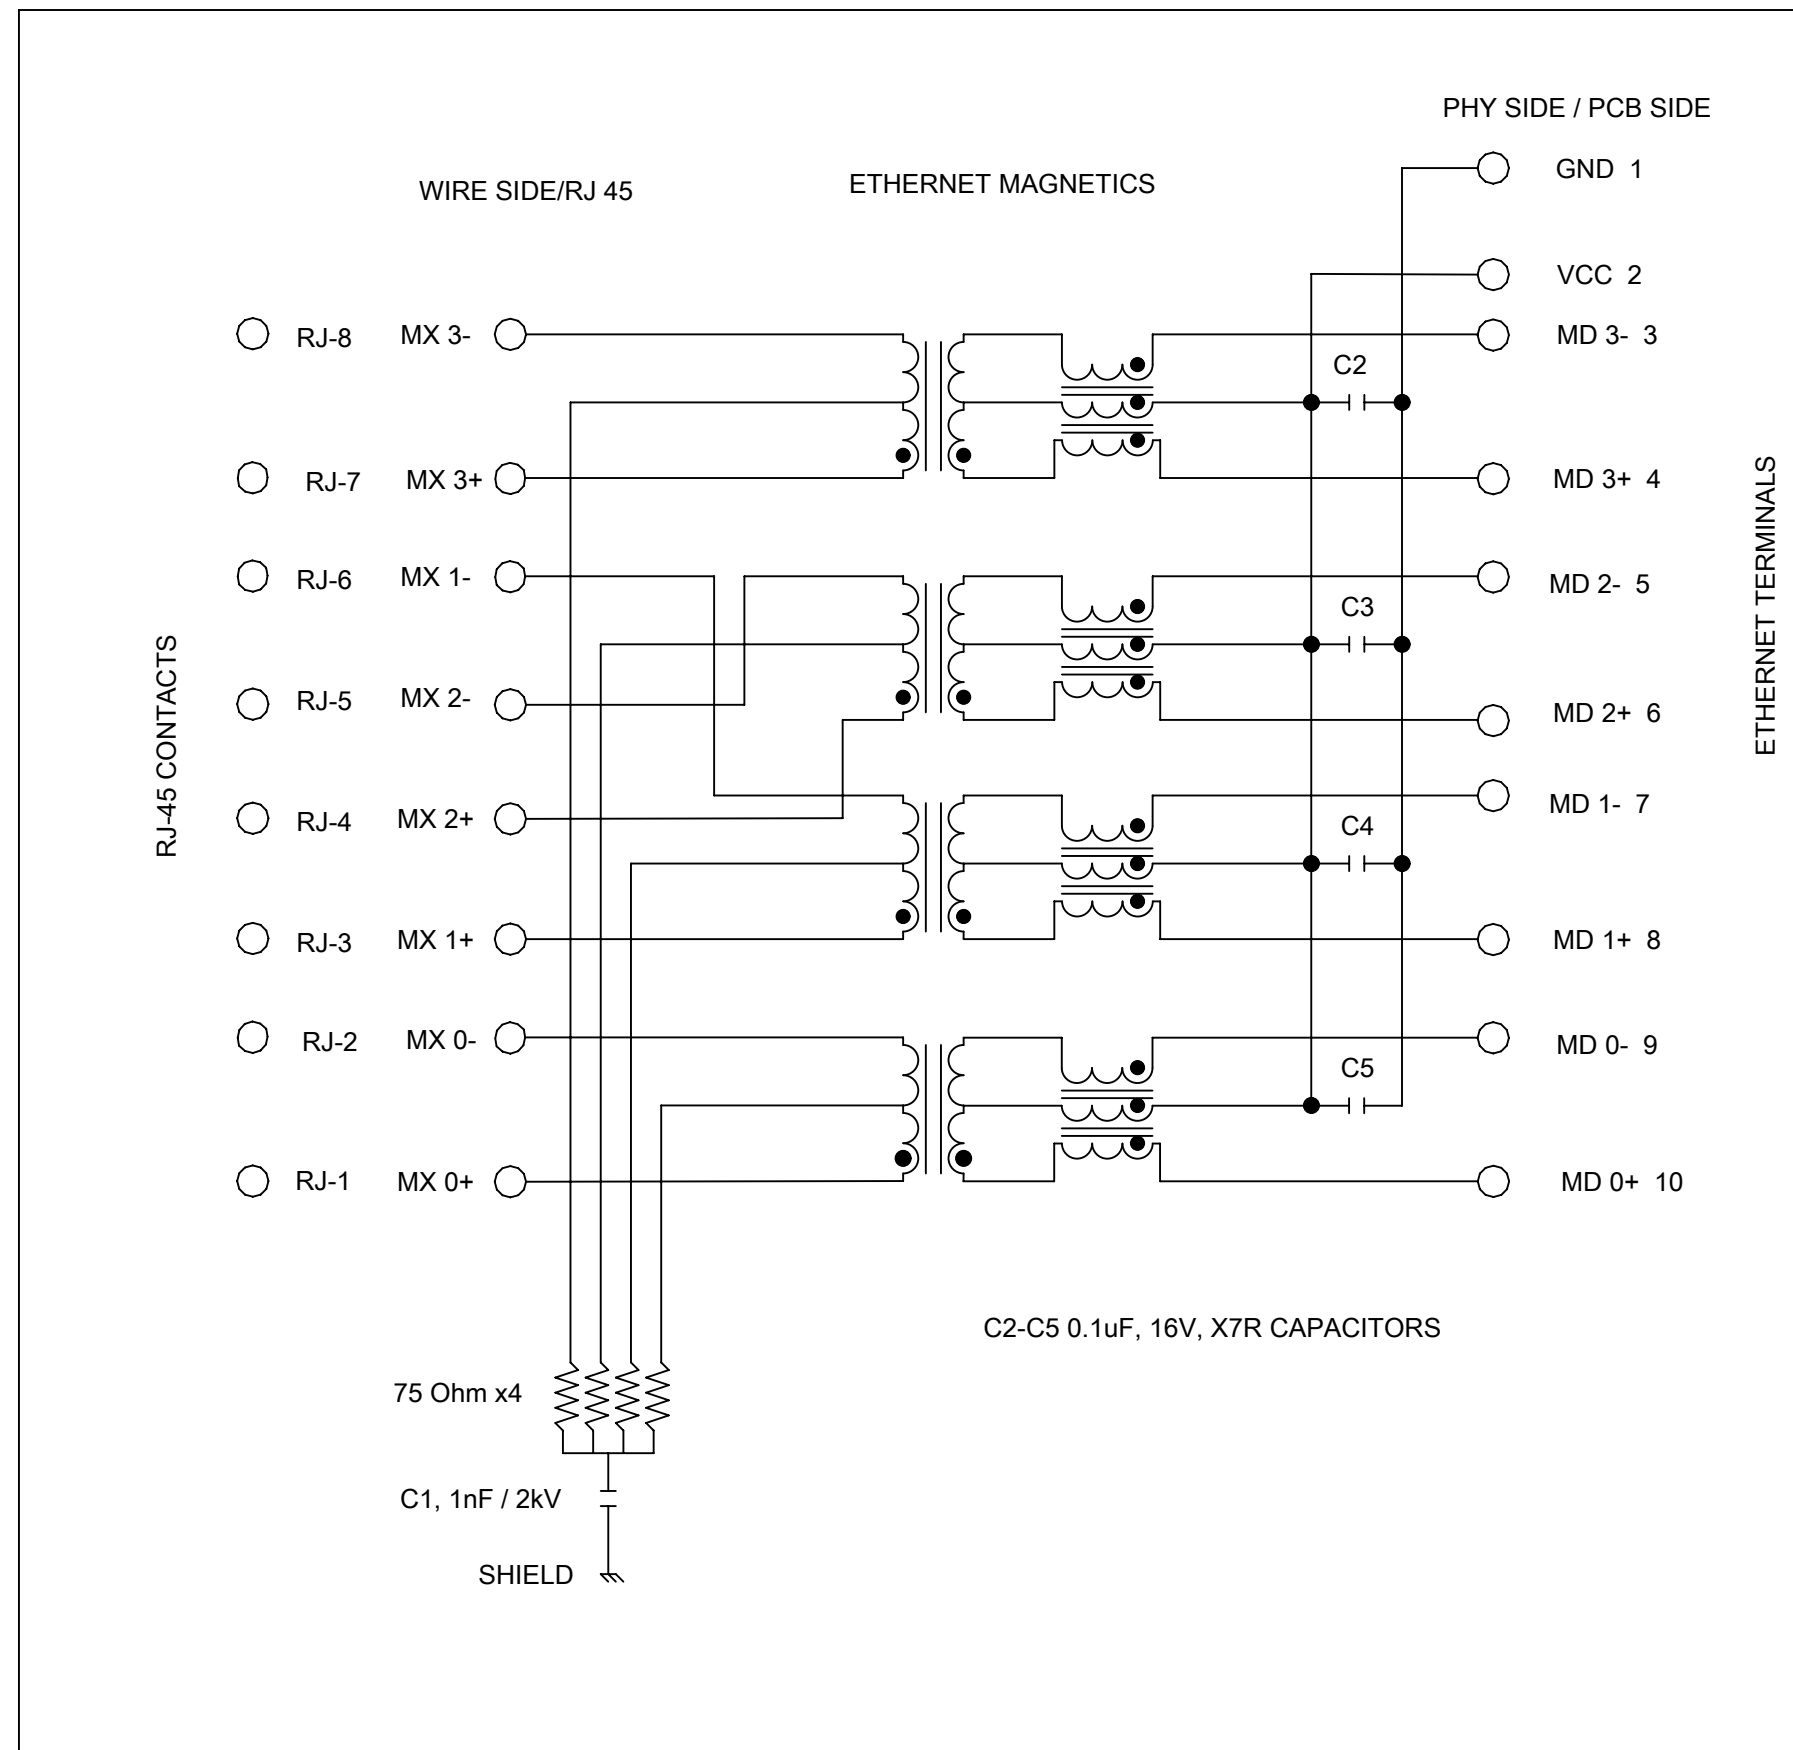 PHY SIDE / PCB SIDE
WIRE SIDE/RJ 45
ETHERNET MAGNETICS
GND 1
VCC 2
RJ-8 MX 3-
MD 3- 3
C2
RJ-7 MX 3+
MD 3+ 4
RJ-6 MX 1-
MD 2- 5
C3
RJ-5 MX 2-
MD 2+ 6
RJ-4 MX 2+
MD 1- 7
C4
RJ-3 MX 1+
MD 1+ 8
RJ-2 MX 0-
MD 0- 9
C5
RJ-1 MX 0+
MD 0+ 10
RJ-45 CONTACTS
ETHERNET TERMINALS
C2-C5 0.1uF, 16V, X7R CAPACITORS
75 Ohm x4
C1, 1nF / 2kV
SHIELD